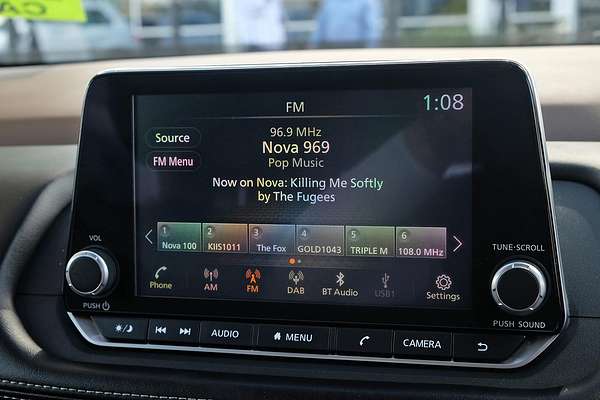 CA
FM
1:08
Source
96.9 MHz
FM Menu
Nova 969
Pop Music
Now on Nova: Killing Me Softly
by The Fugees
1
Nova 100
2
KIIS1011
3
The Fox
4
GOLD1043
5
TRIPLE M
6
108.0 MHz
VOL
PUSH
TUNE·SCROLL
PUSH SOUND
Phone
AM
FM
DAB
BT Audio
USB1
Settings
AUDIO
MENU
CAMERA